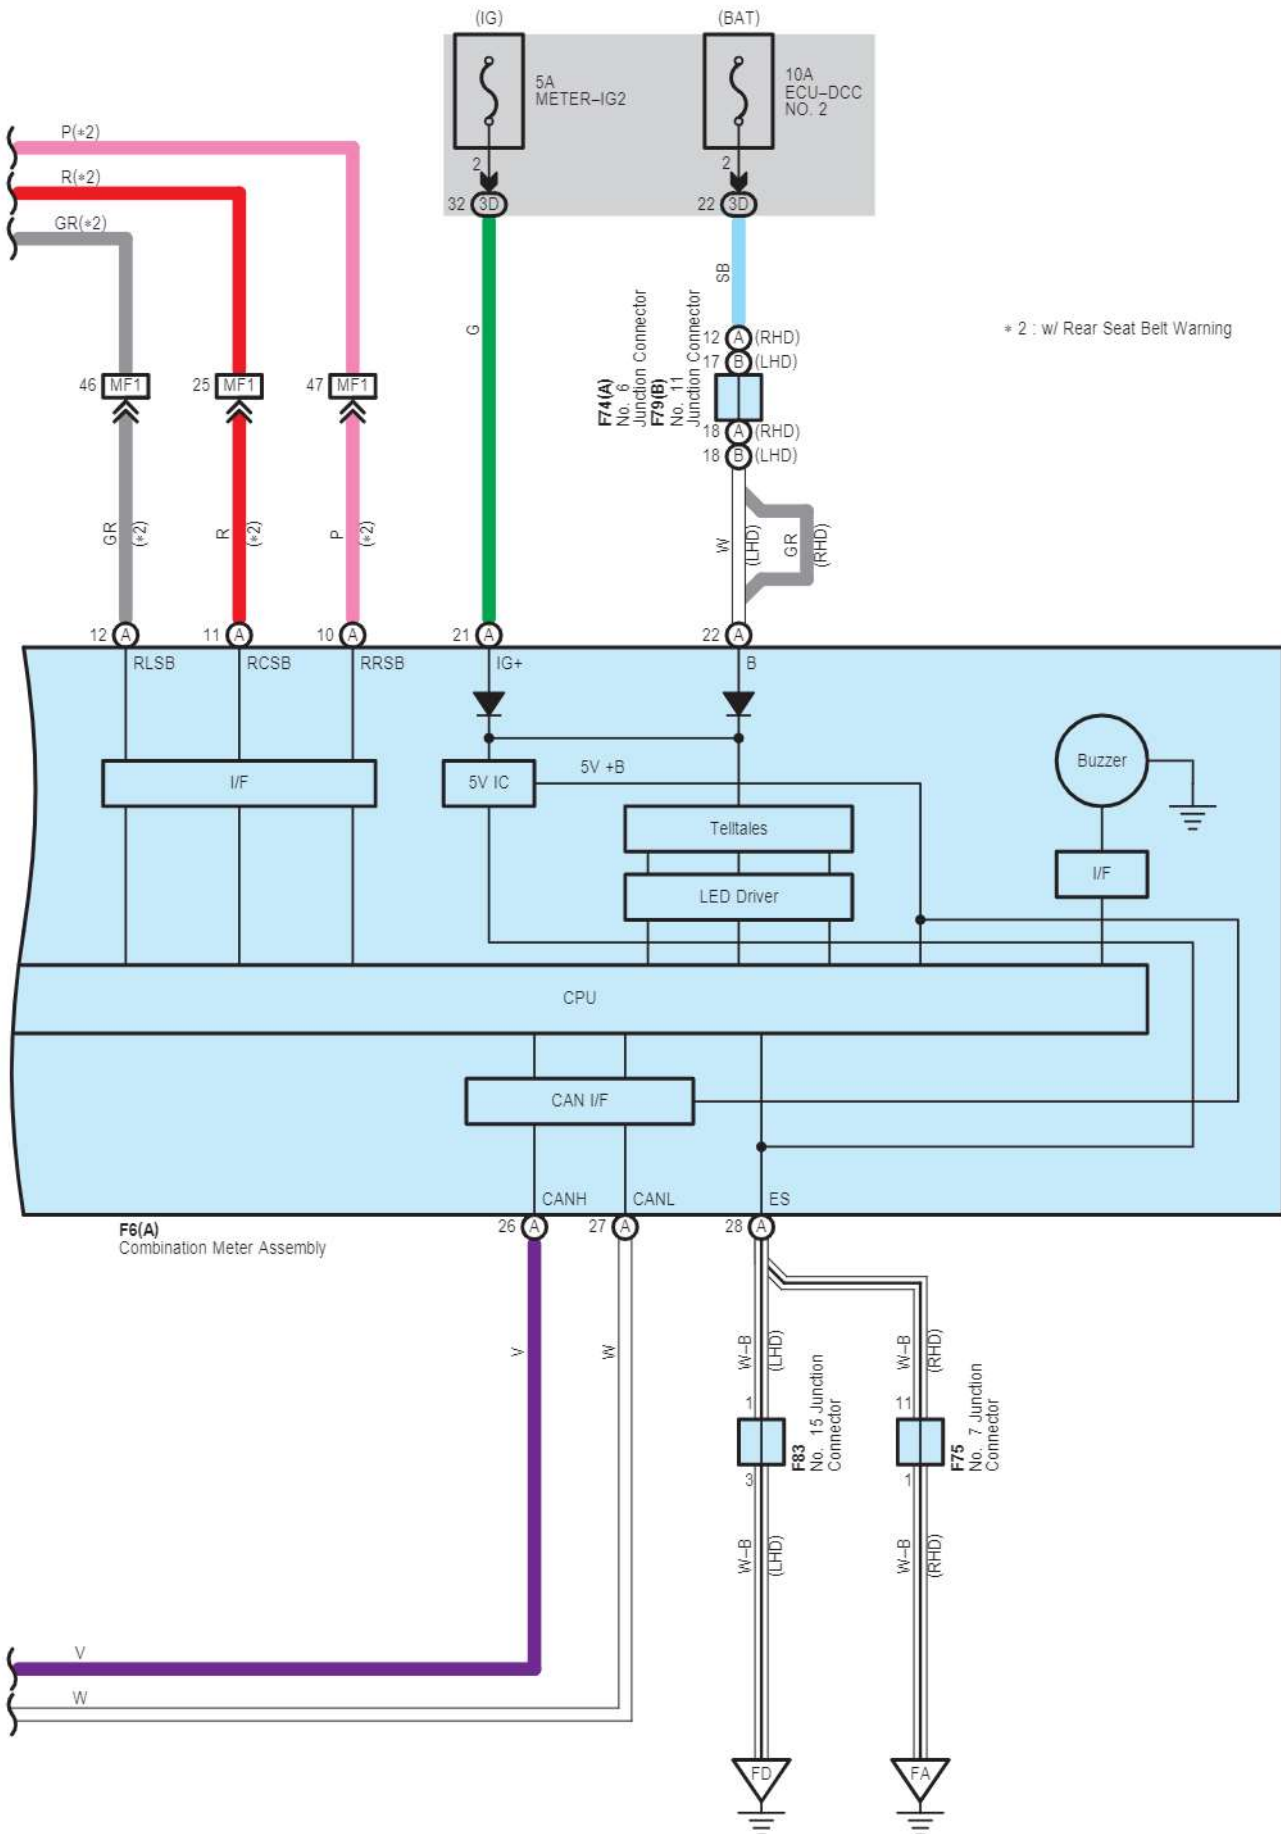 (IG)
(BAT)
5A
METER–IG2
10A
ECU–DCC
NO. 2
2
2
32 3D
22 3D
P(∗2)
R(∗2)
GR(∗2)
G
SB
∗ 2 : w/ Rear Seat Belt Warning
F74(A)
No. 6
Junction Connector
F79(B)
No. 11
Junction Connector
12 A (RHD)
17 B (LHD)
18 A (RHD)
18 B (LHD)
46 MF1
25 MF1
47 MF1
GR
(∗2)
R
(∗2)
P
(∗2)
W
(LHD)
GR
(RHD)
12 A
11 A
10 A
21 A
22 A
RLSB
RCSB
RRSB
IG+
B
I/F
5V IC
5V +B
Buzzer
Telltales
LED Driver
I/F
CPU
CAN I/F
CANH
CANL
ES
F6(A)
Combination Meter Assembly
26 A
27 A
28 A
V
W
W–B
(LHD)
W–B
(RHD)
1
11
F83
No. 15 Junction
Connector
F75
No. 7 Junction
Connector
3
1
W–B
(LHD)
W–B
(RHD)
V
W
FD
FA